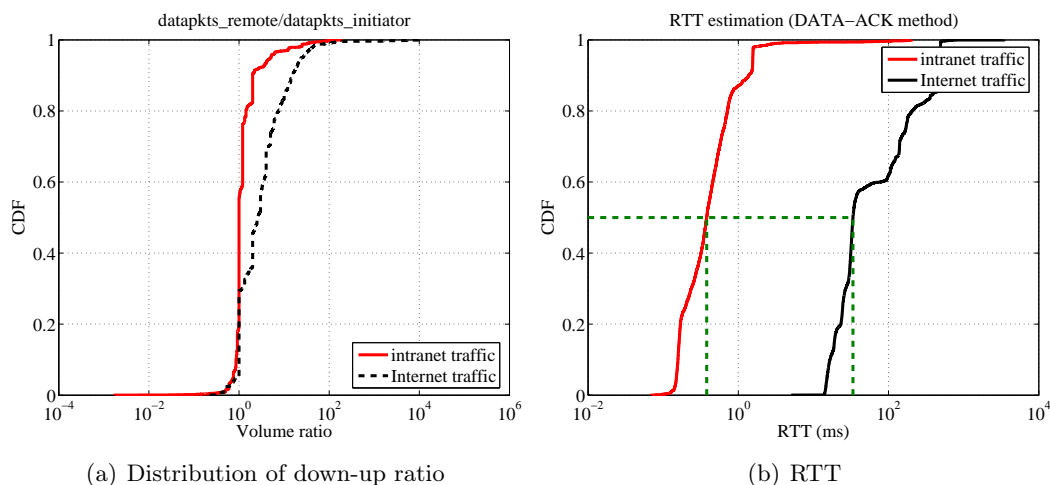 datapkts_remote/datapkts_initiator
1
0.8
0.6
0.4
0.2
0
CDF
10^−4
10^−2
10^0
10^2
10^4
10^6
Volume ratio
intranet traffic
Internet traffic
(a) Distribution of down-up ratio
RTT estimation (DATA−ACK method)
1
0.8
0.6
0.4
0.2
0
CDF
10^−2
10^0
10^2
10^4
RTT (ms)
intranet traffic
Internet traffic
(b) RTT